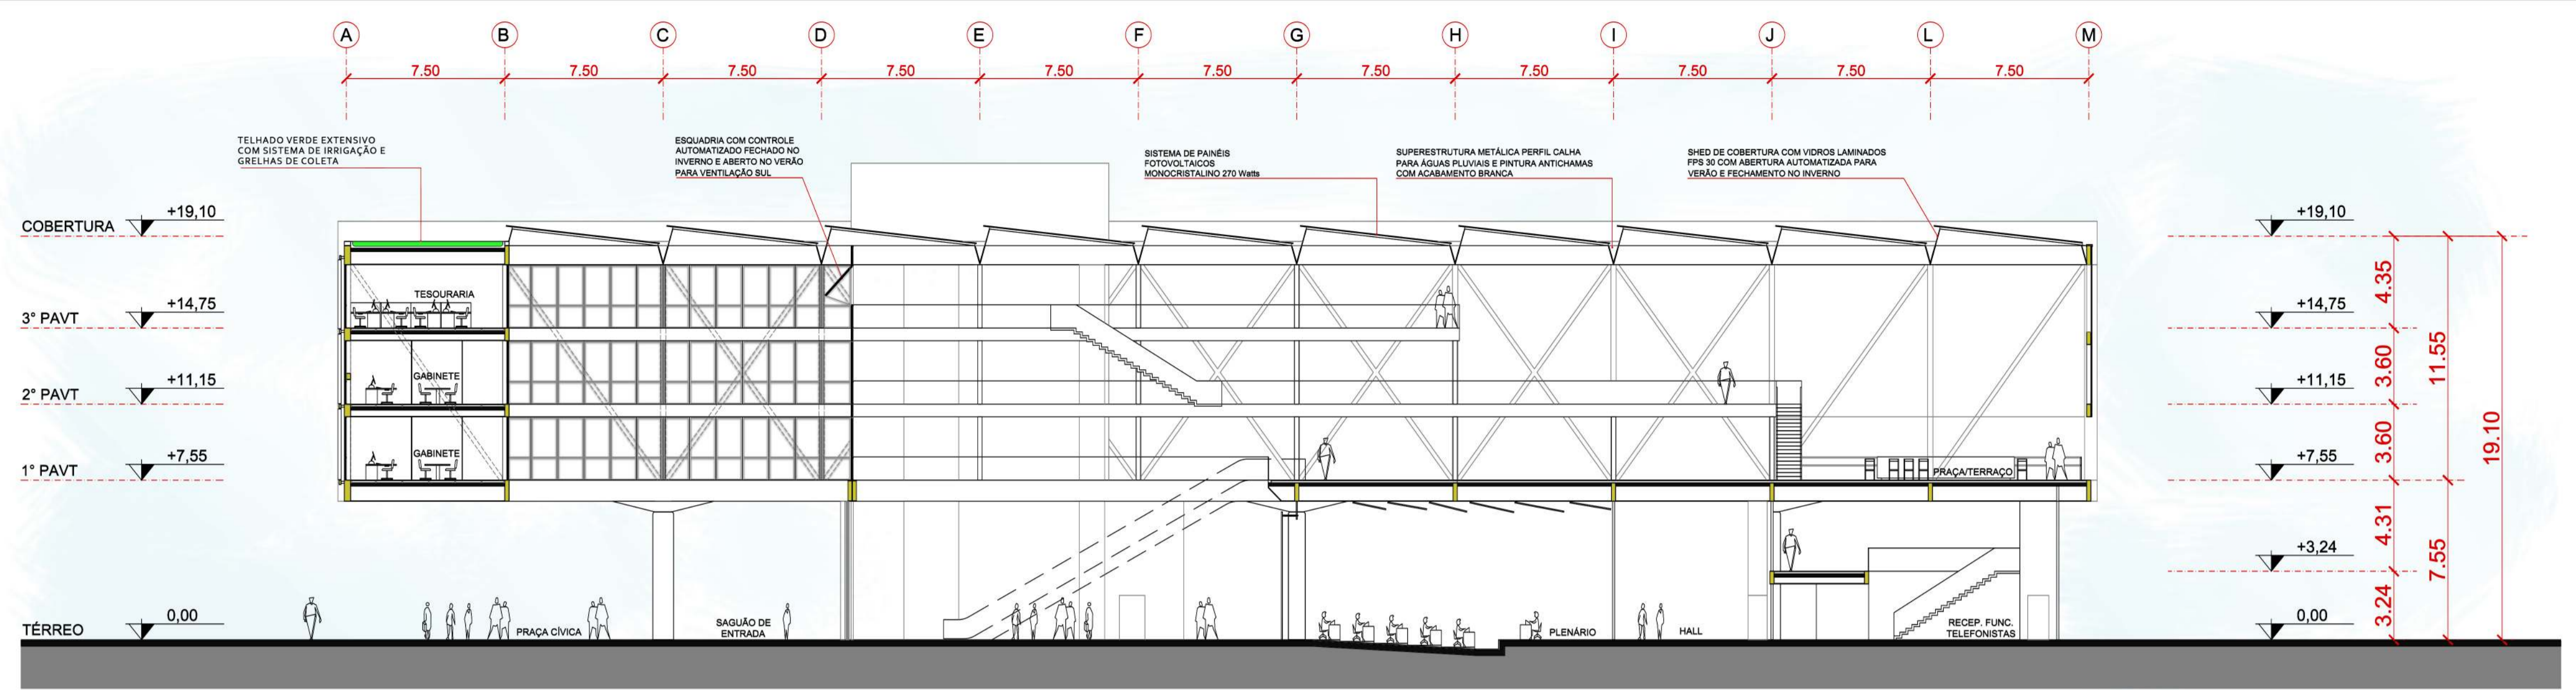 A B C D E F G H I J L M
7.50 7.50 7.50 7.50 7.50 7.50 7.50 7.50 7.50 7.50 7.50
TELHADO VERDE EXTENSIVO
COM SISTEMA DE IRRIGAÇÃO E
GRELHAS DE COLETA
ESQUADRIA COM CONTROLE
AUTOMATIZADO FECHADO NO
INVERNO E ABERTO NO VERÃO
PARA VENTILAÇÃO SUL
SISTEMA DE PAINÉIS
FOTOVOLTAICOS
MONOCRISTALINO 270 Watts
SUPERESTRUTURA METÁLICA PERFIL CALHA
PARA ÁGUAS PLUVIAIS E PINTURA ANTICHAMAS
COM ACABAMENTO BRANCA
SHED DE COBERTURA COM VIDROS LAMINADOS
FPS 30 COM ABERTURA AUTOMATIZADA PARA
VERÃO E FECHAMENTO NO INVERNO
COBERTURA +19,10
3° PAVT +14,75
2° PAVT +11,15
1° PAVT +7,55
TÉRREO 0,00
TESOURARIA
GABINETE
GABINETE
PRAÇA/TERRAÇO
PRAÇA CÍVICA
SAGUÃO DE
ENTRADA
PLENÁRIO
HALL
RECEP. FUNC.
TELEFONISTAS
+19,10
+14,75
+11,15
+7,55
+3,24
0,00
4.35
3.60
3.60
4.31
3.24
11.55
7.55
19.10